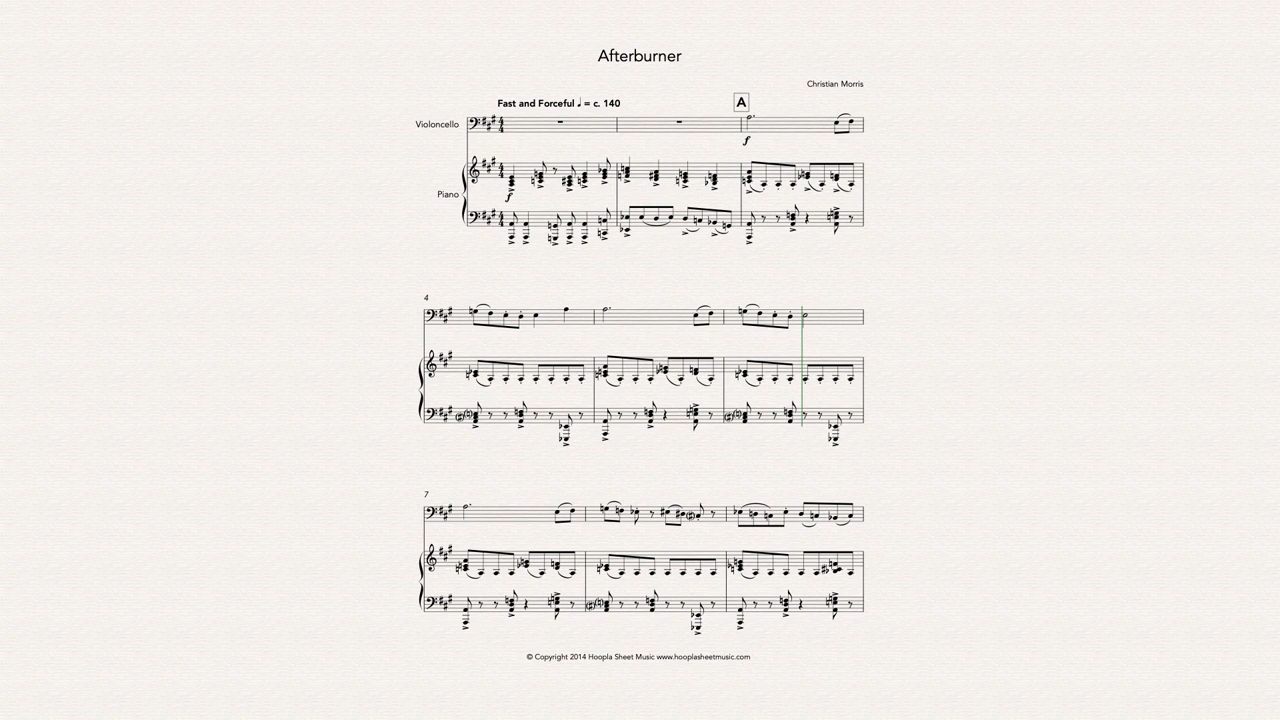 Afterburner
Christian Morris
Fast and Forceful ♩ = c. 140
A
Violoncello
f
Piano
f
4
7
© Copyright 2014 Hoopla Sheet Music www.hooplasheetmusic.com